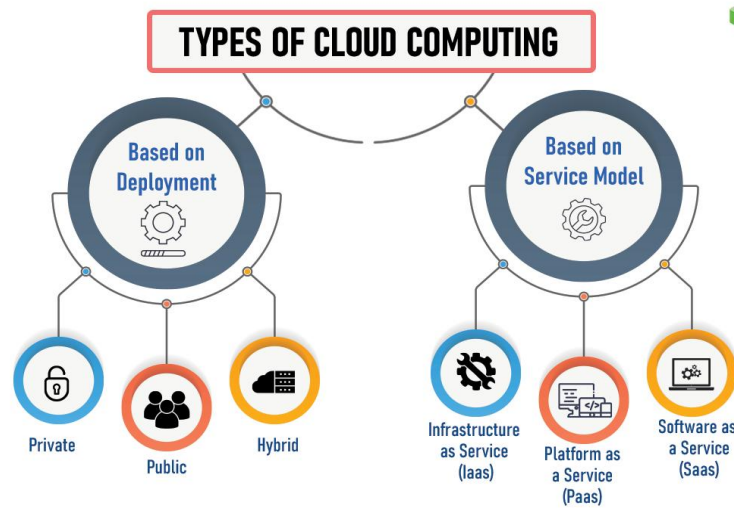 TYPES OF CLOUD COMPUTING
Based on
Deployment
Based on
Service Model
Private
Public
Hybrid
Infrastructure
as Service
(Iaas)
Platform as
a Service
(Paas)
Software as
a Service
(Saas)